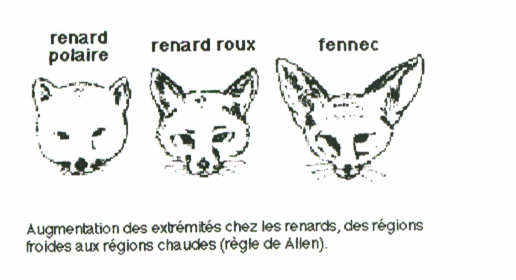 renard polaire
renard roux
fennec
Augmentation des extrémités chez les renards, des régions
froides aux régions chaudes (règle de Allen).